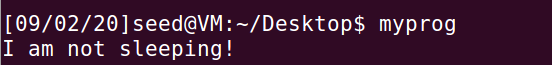 [09/02/20]seed@VM:~/Desktop$ myprog
I am not sleeping!